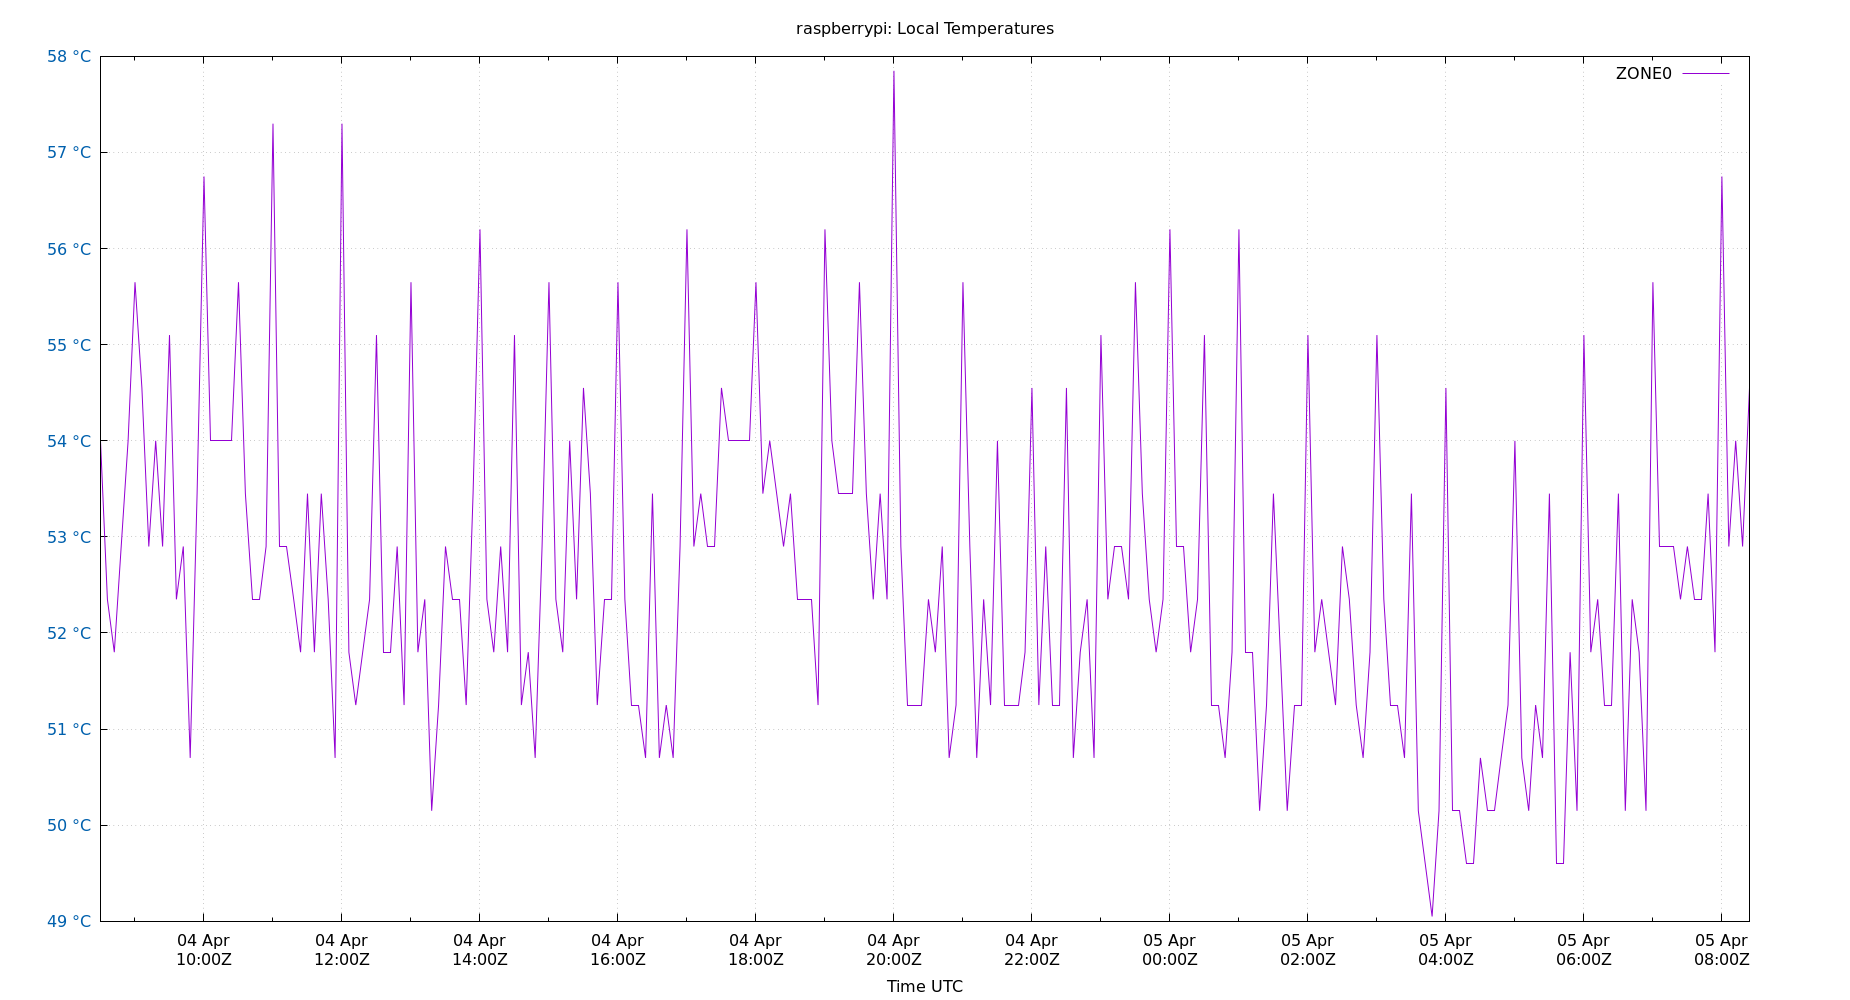 raspberrypi: Local Temperatures
58 °C
ZONE0
57 °C
56 °C
55 °C
54 °C
53 °C
52 °C
51 °C
50 °C
49 °C
04 Apr 04 Apr 04 Apr 04 Apr 04 Apr 04 Apr 04 Apr 05 Apr 05 Apr 05 Apr 05 Apr 05 Apr
10:00Z 12:00Z 14:00Z 16:00Z 18:00Z 20:00Z 22:00Z 00:00Z 02:00Z 04:00Z 06:00Z 08:00Z
Time UTC